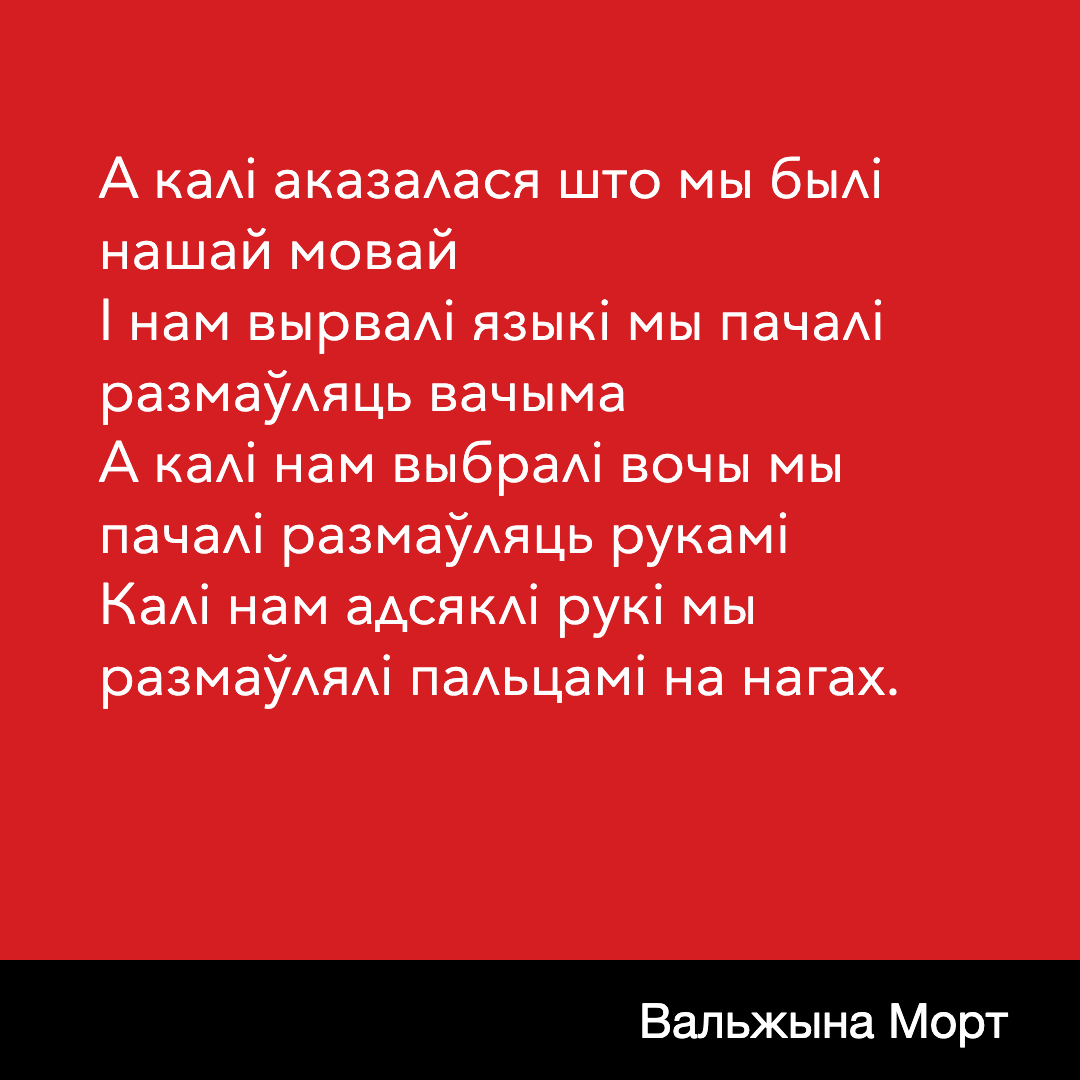 А калі аказалася што мы былі
нашай мовай
І нам вырвалі языкі мы пачалі
размаўляць вачыма
А калі нам выбралі вочы мы
пачалі размаўляць рукамі
Калі нам адсяклі рукі мы
размаўлялі пальцамі на нагах.
Вальжына Морт